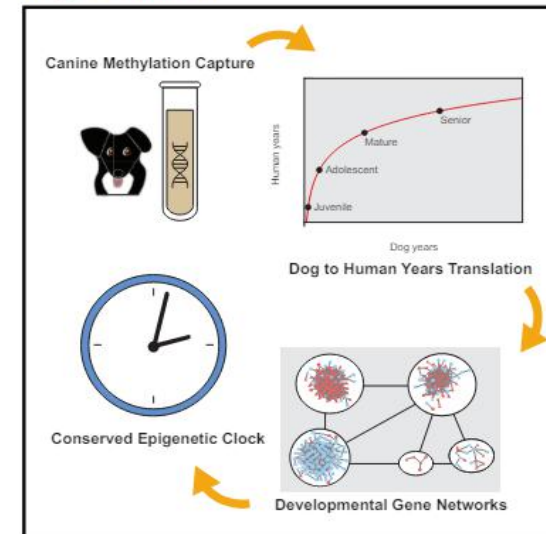 Canine Methylation Capture
Human years
Senior
Mature
Adolescent
Juvenile
Dog years
Dog to Human Years Translation
Developmental Gene Networks
Conserved Epigenetic Clock